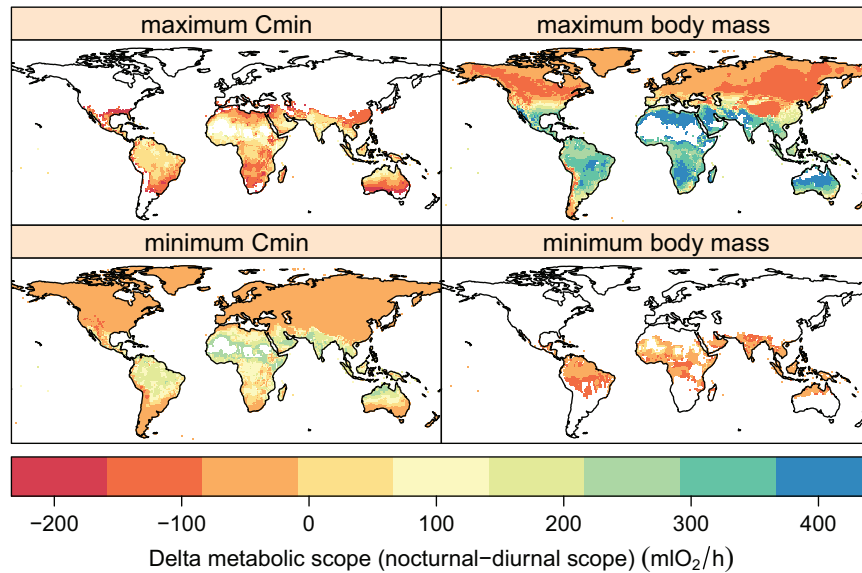 maximum Cmin
maximum body mass
minimum Cmin
minimum body mass
−200 −100 0 100 200 300 400
Delta metabolic scope (nocturnal−diurnal scope) (mlO₂/h)